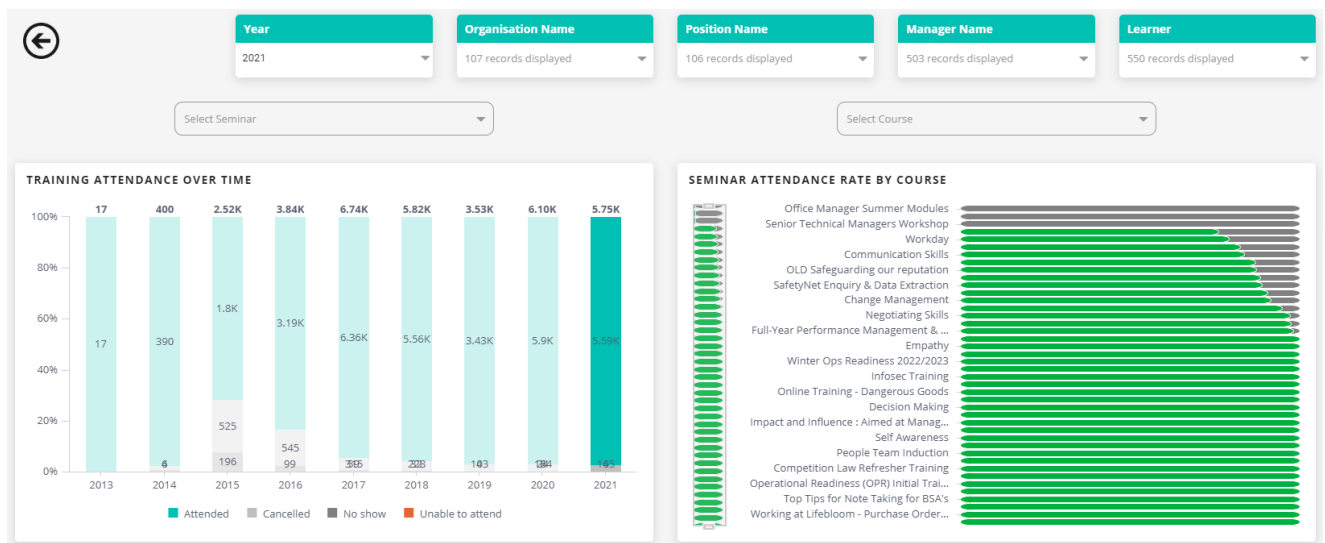 Year
2021
Organisation Name
107 records displayed
Position Name
106 records displayed
Manager Name
503 records displayed
Learner
550 records displayed
Select Seminar
Select Course
TRAINING ATTENDANCE OVER TIME
17 400 2.52K 3.84K 6.74K 5.82K 3.53K 6.10K 5.75K
100%
80%
60%
40%
20%
0%
17
390
1.8K
525
196
3.19K
545
99
6.36K
5.56K
3.43K
5.9K
5.59K
2013 2014 2015 2016 2017 2018 2019 2020 2021
Attended Cancelled No show Unable to attend
SEMINAR ATTENDANCE RATE BY COURSE
Office Manager Summer Modules
Senior Technical Managers Workshop
Workday
Communication Skills
OLD Safeguarding our reputation
SafetyNet Enquiry & Data Extraction
Change Management
Negotiating Skills
Full-Year Performance Management & ...
Empathy
Winter Ops Readiness 2022/2023
Infosec Training
Online Training - Dangerous Goods
Decision Making
Impact and Influence : Aimed at Manag...
Self Awareness
People Team Induction
Competition Law Refresher Training
Operational Readiness (OPR) Initial Trai...
Top Tips for Note Taking for BSA's
Working at Lifebloom - Purchase Order...